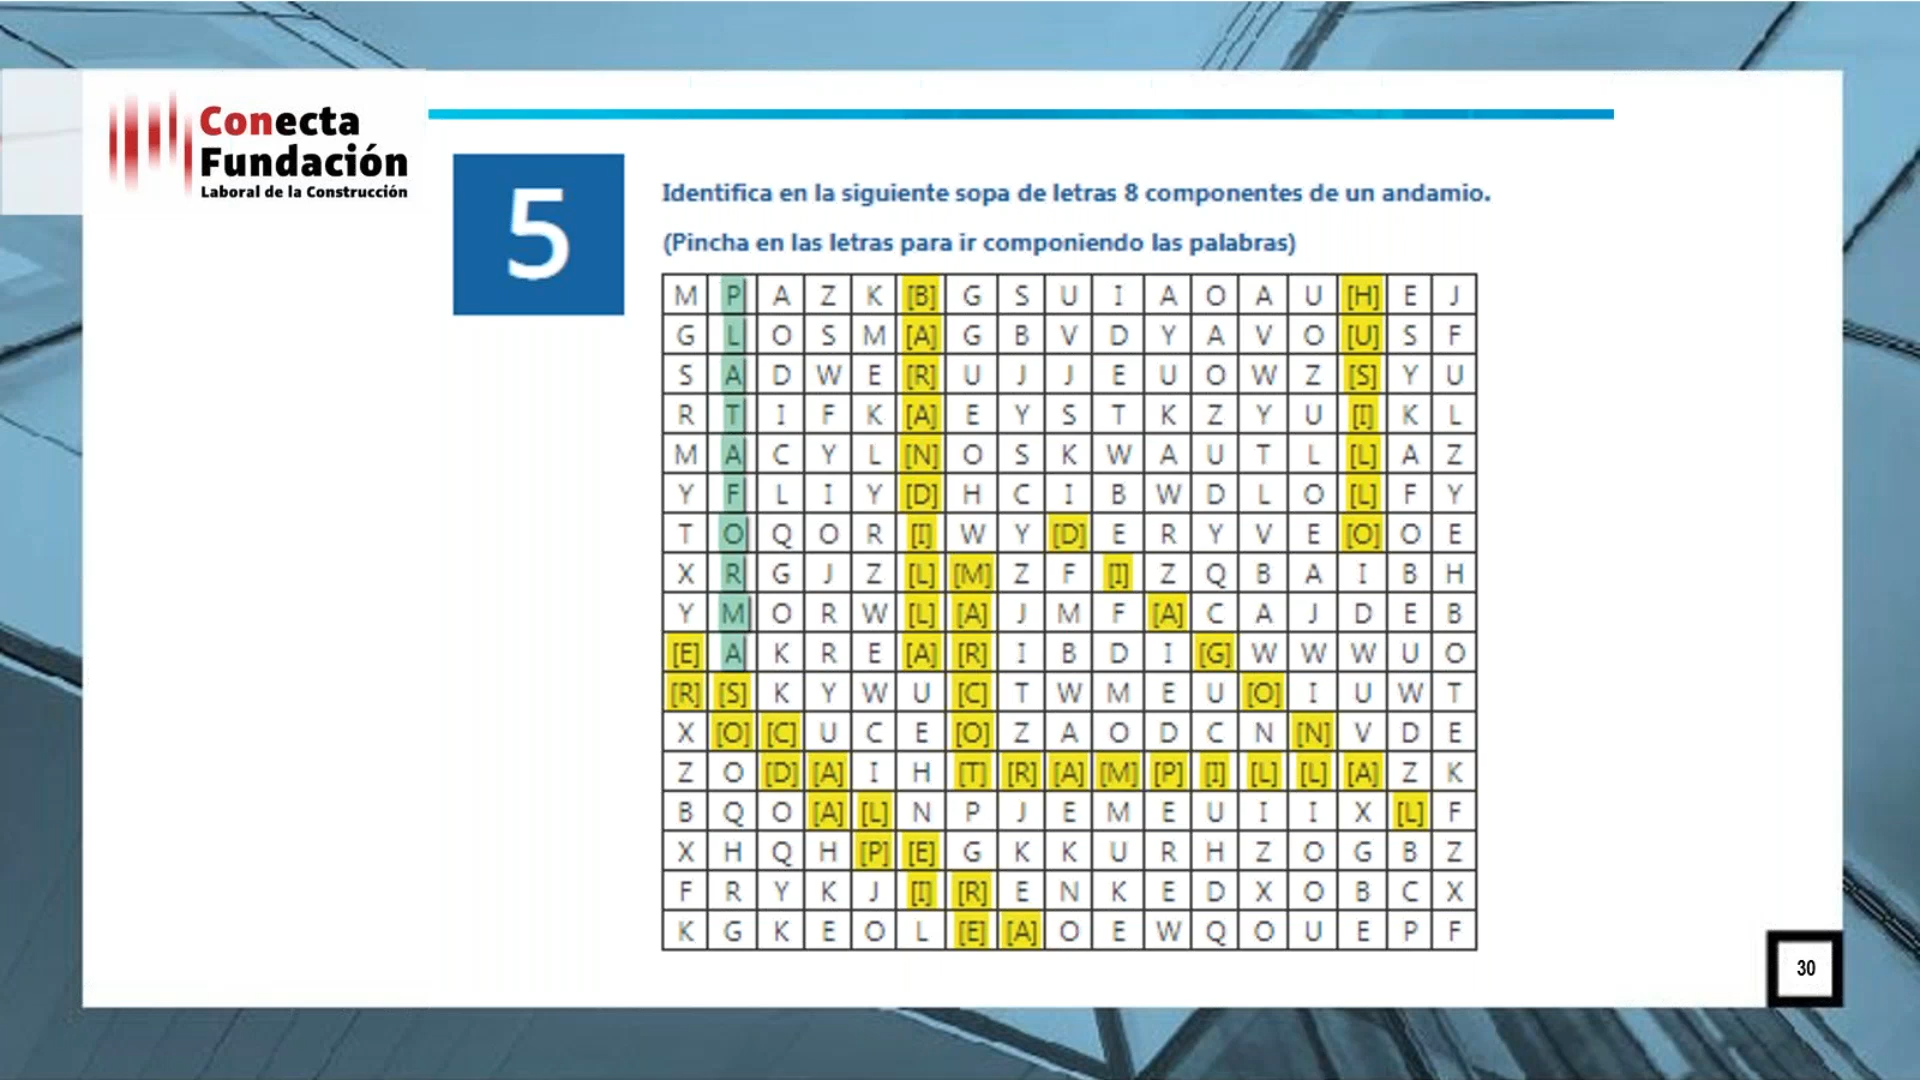 Conecta
Fundación
Laboral de la Construcción
5
Identifica en la siguiente sopa de letras 8 componentes de un andamio.
(Pincha en las letras para ir componiendo las palabras)
M P A Z K [B] G S U I A O A U [H] E J
G L O S M [A] G B V D Y A V O [U] S F
S A D W E [R] U J J E U O W Z [S] Y U
R T I F K [A] E Y S T K Z Y U [I] K L
M A C Y L [N] O S K W A U T L [L] A Z
Y F L I Y [D] H C I B W D L O [L] F Y
T O Q O R [I] W Y [D] E R Y V E [O] O E
X R G J Z [L] [M] Z F [I] Z Q B A I B H
Y M O R W [L] [A] J M F [A] C A J D E B
[E] A K R E [A] [R] I B D I [G] W W W U O
[R] [S] K Y W U [C] T W M E U [O] I U W T
X [O] [C] U C E [O] Z A O D C N [N] V D E
Z O [D] [A] I H [T] [R] [A] [M] [P] [I] [L] [L] [A] Z K
B Q O [A] [L] N P J E M E U I I X [L] F
X H Q H [P] [E] G K K U R H Z O G B Z
F R Y K J [I] [R] E N K E D X O B C X
K G K E O L [E] [A] O E W Q O U E P F
30